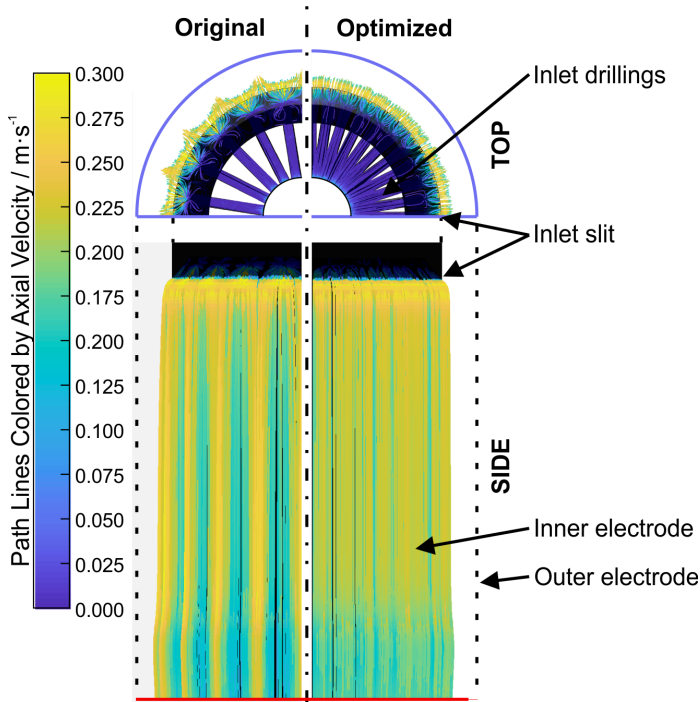 Original
Optimized
Inlet drillings
TOP
Inlet slit
Path Lines Colored by Axial Velocity / m·s⁻¹
0.300
0.275
0.250
0.225
0.200
0.175
0.200
0.125
0.100
0.075
0.050
0.025
0.000
SIDE
Inner electrode
Outer electrode